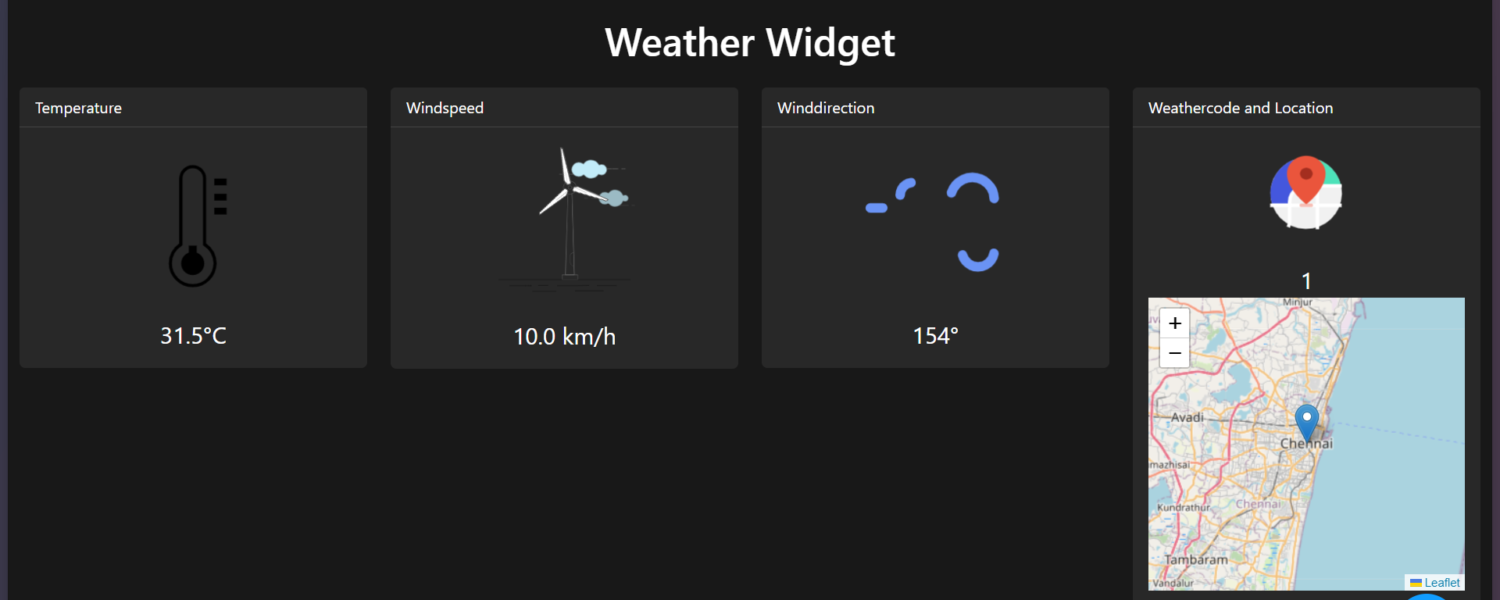 Weather Widget
Temperature
31.5°C
Windspeed
10.0 km/h
Winddirection
154°
Weathercode and Location
1
Minjur
+
−
Avadi
Chennai
mazhisai
Kundrathur
Chennai
Tambaram
Vandalur
Leaflet